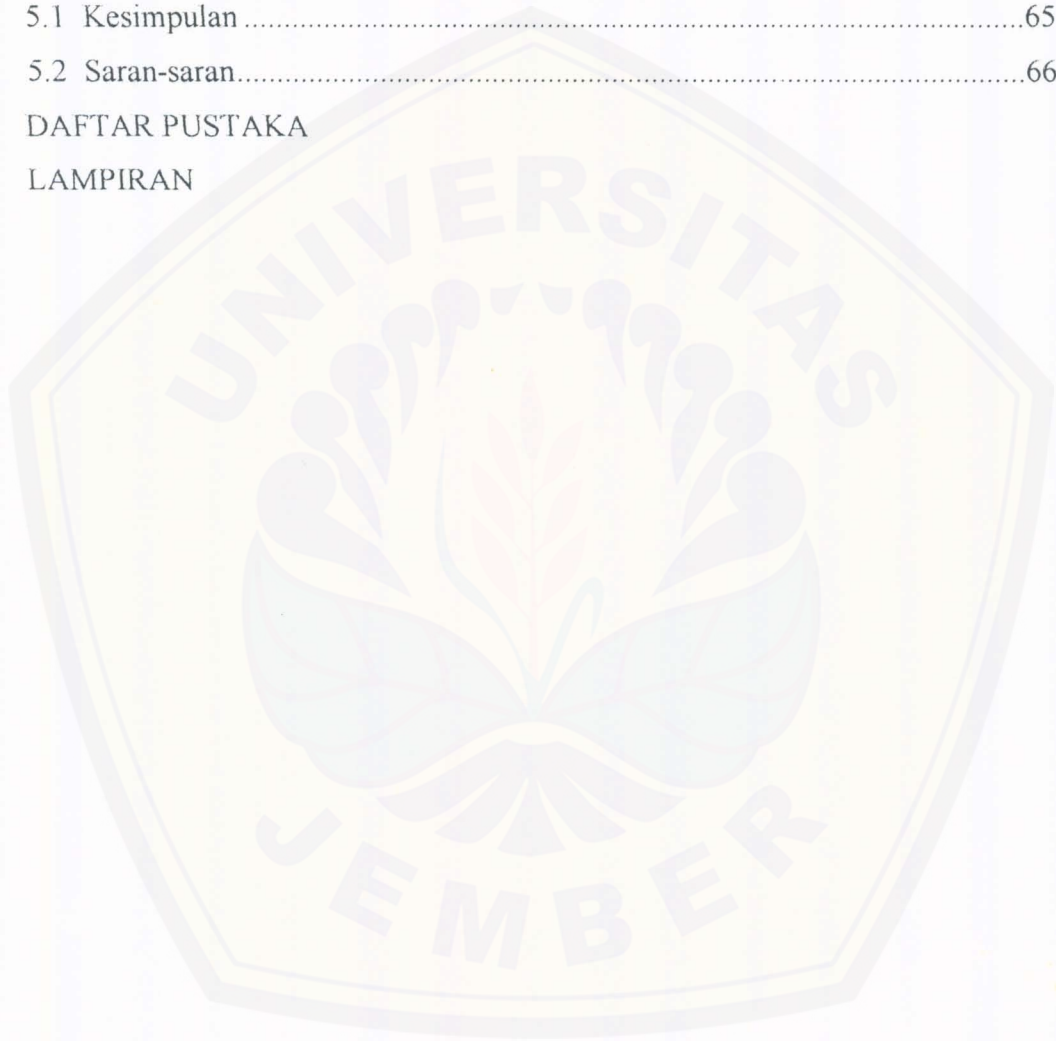 5.1 Kesimpulan ........................................................................................... 65
5.2 Saran-saran............................................................................................ 66
DAFTAR PUSTAKA
LAMPIRAN
UNIVERSITAS
JEMBER